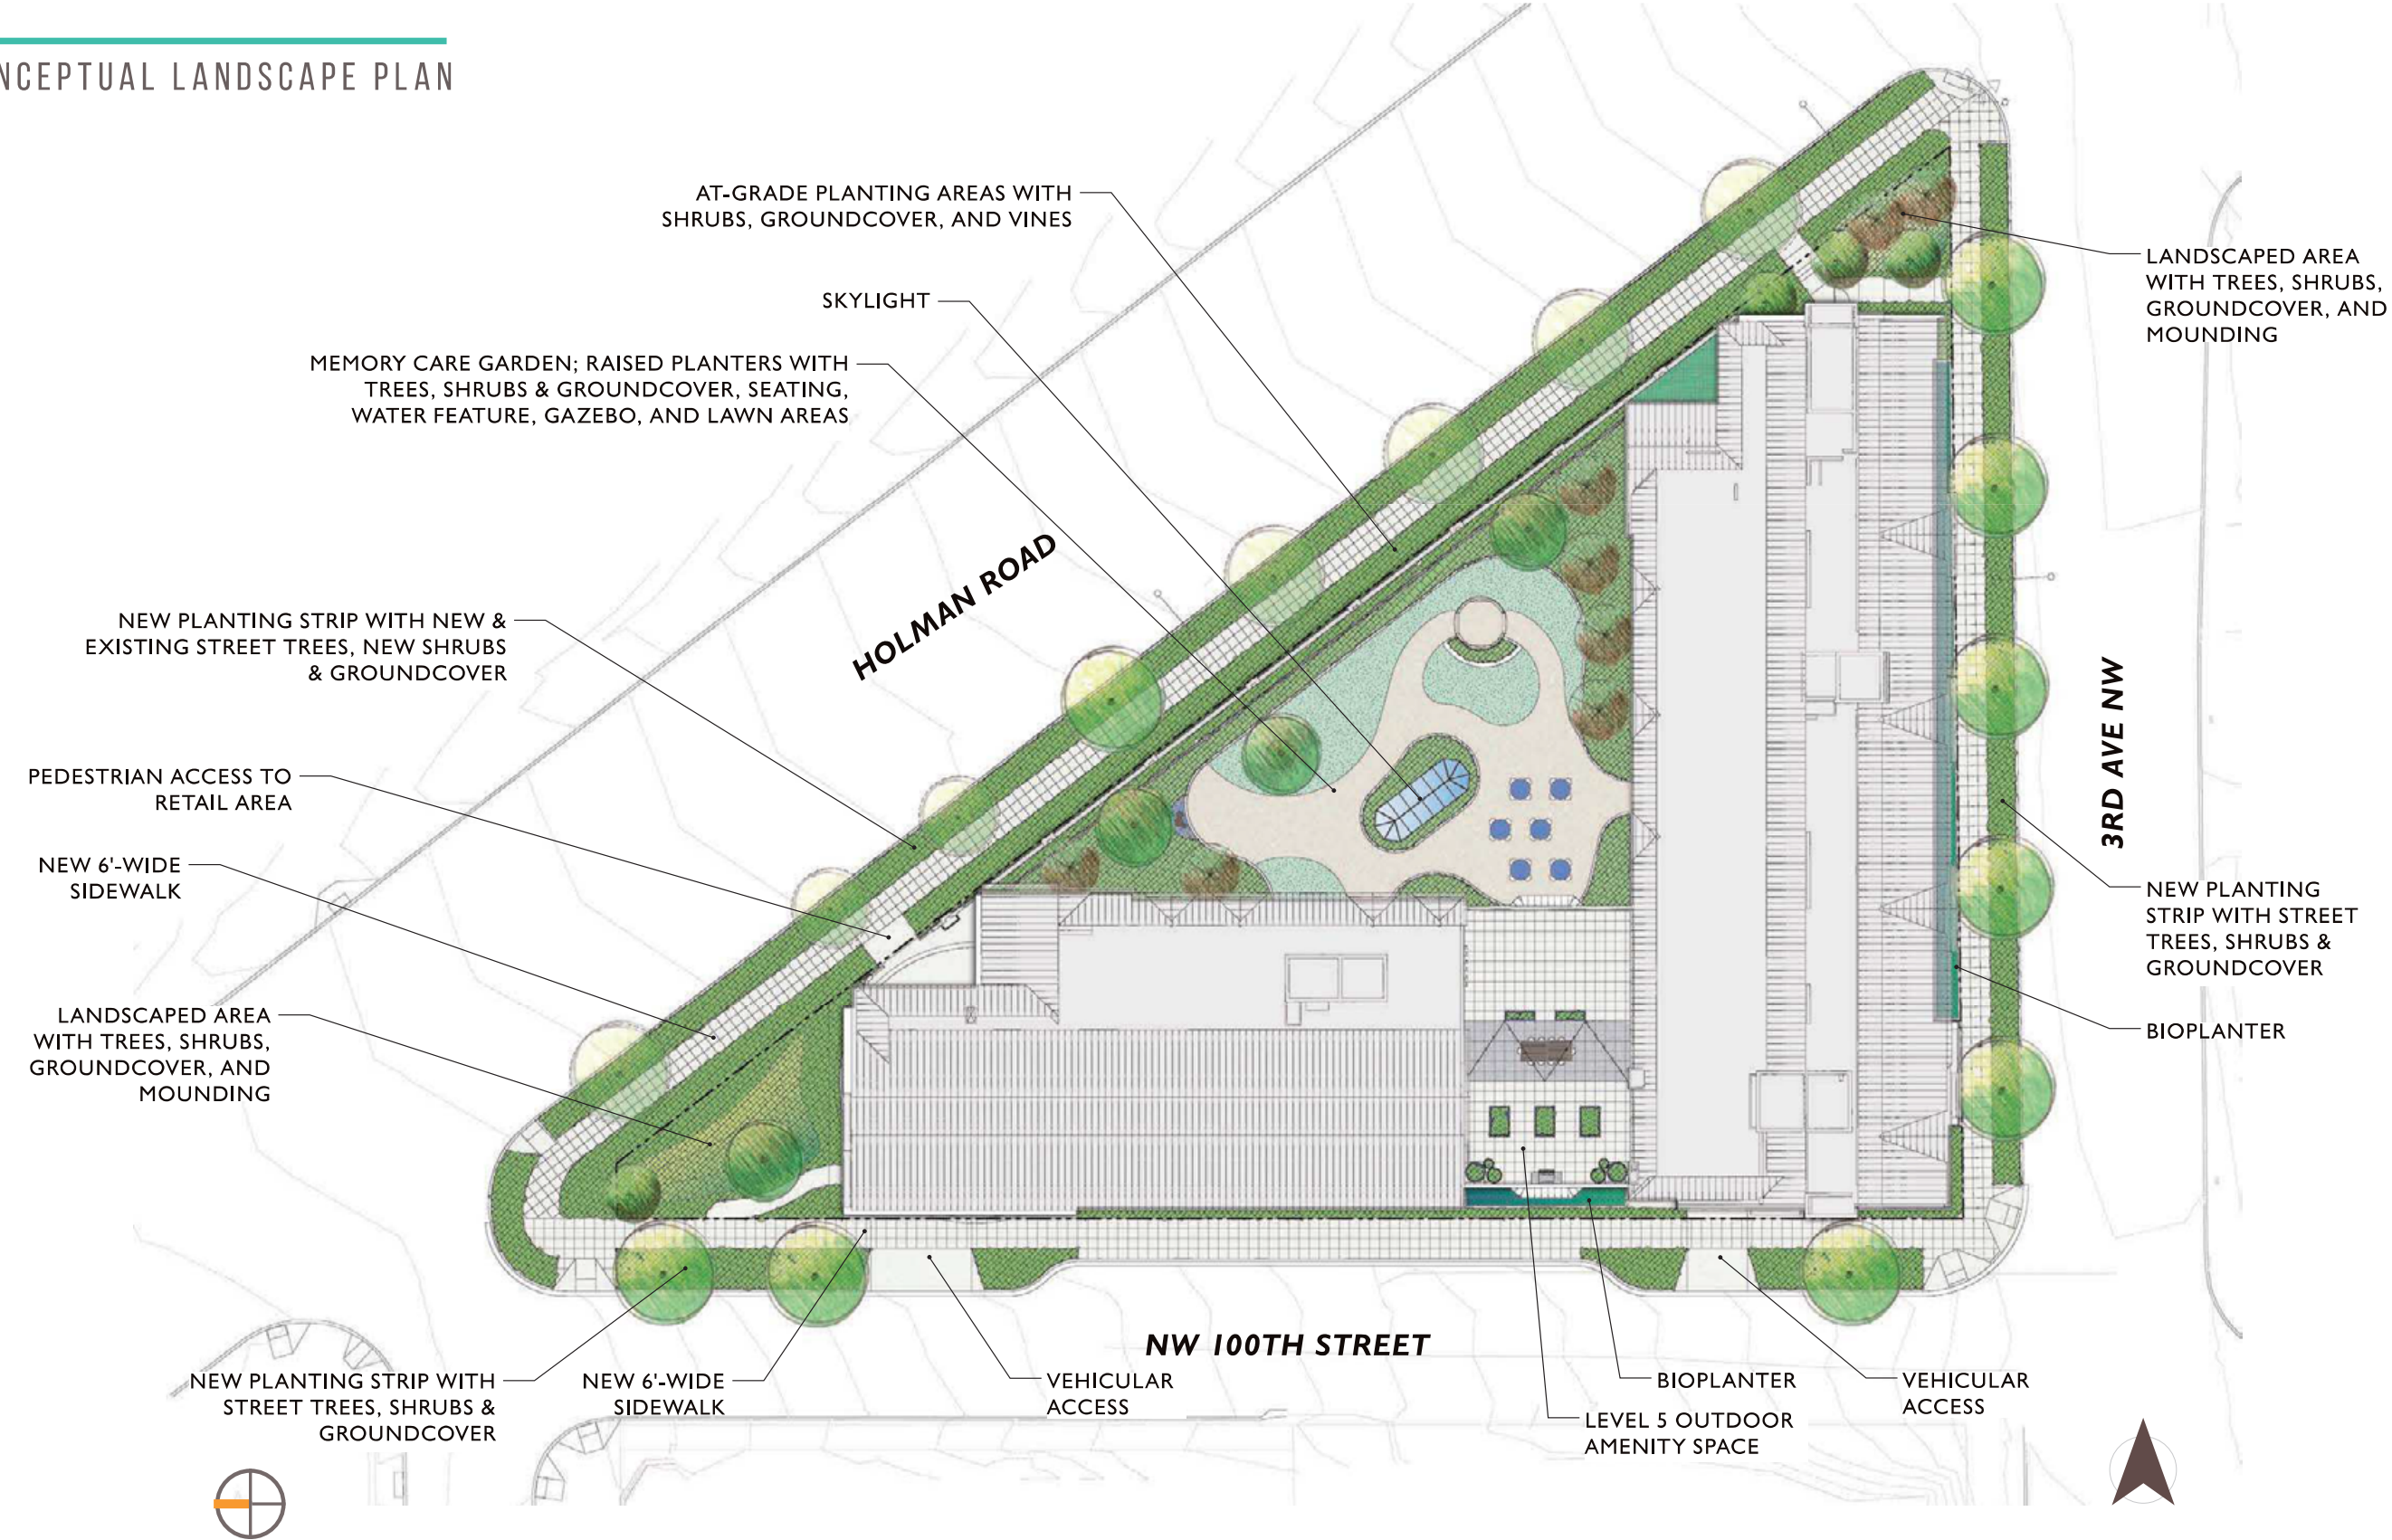 NCEPTUAL LANDSCAPE PLAN
AT-GRADE PLANTING AREAS WITH
SHRUBS, GROUNDCOVER, AND VINES
SKYLIGHT
MEMORY CARE GARDEN; RAISED PLANTERS WITH
TREES, SHRUBS & GROUNDCOVER, SEATING,
WATER FEATURE, GAZEBO, AND LAWN AREAS
LANDSCAPED AREA
WITH TREES, SHRUBS,
GROUNDCOVER, AND
MOUNDING
HOLMAN ROAD
NEW PLANTING STRIP WITH NEW &
EXISTING STREET TREES, NEW SHRUBS
& GROUNDCOVER
3RD AVE NW
PEDESTRIAN ACCESS TO
RETAIL AREA
NEW 6'-WIDE
SIDEWALK
NEW PLANTING
STRIP WITH STREET
TREES, SHRUBS &
GROUNDCOVER
LANDSCAPED AREA
WITH TREES, SHRUBS,
GROUNDCOVER, AND
MOUNDING
BIOPLANTER
NW 100TH STREET
NEW PLANTING STRIP WITH
STREET TREES, SHRUBS &
GROUNDCOVER
NEW 6'-WIDE
SIDEWALK
VEHICULAR
ACCESS
BIOPLANTER
LEVEL 5 OUTDOOR
AMENITY SPACE
VEHICULAR
ACCESS